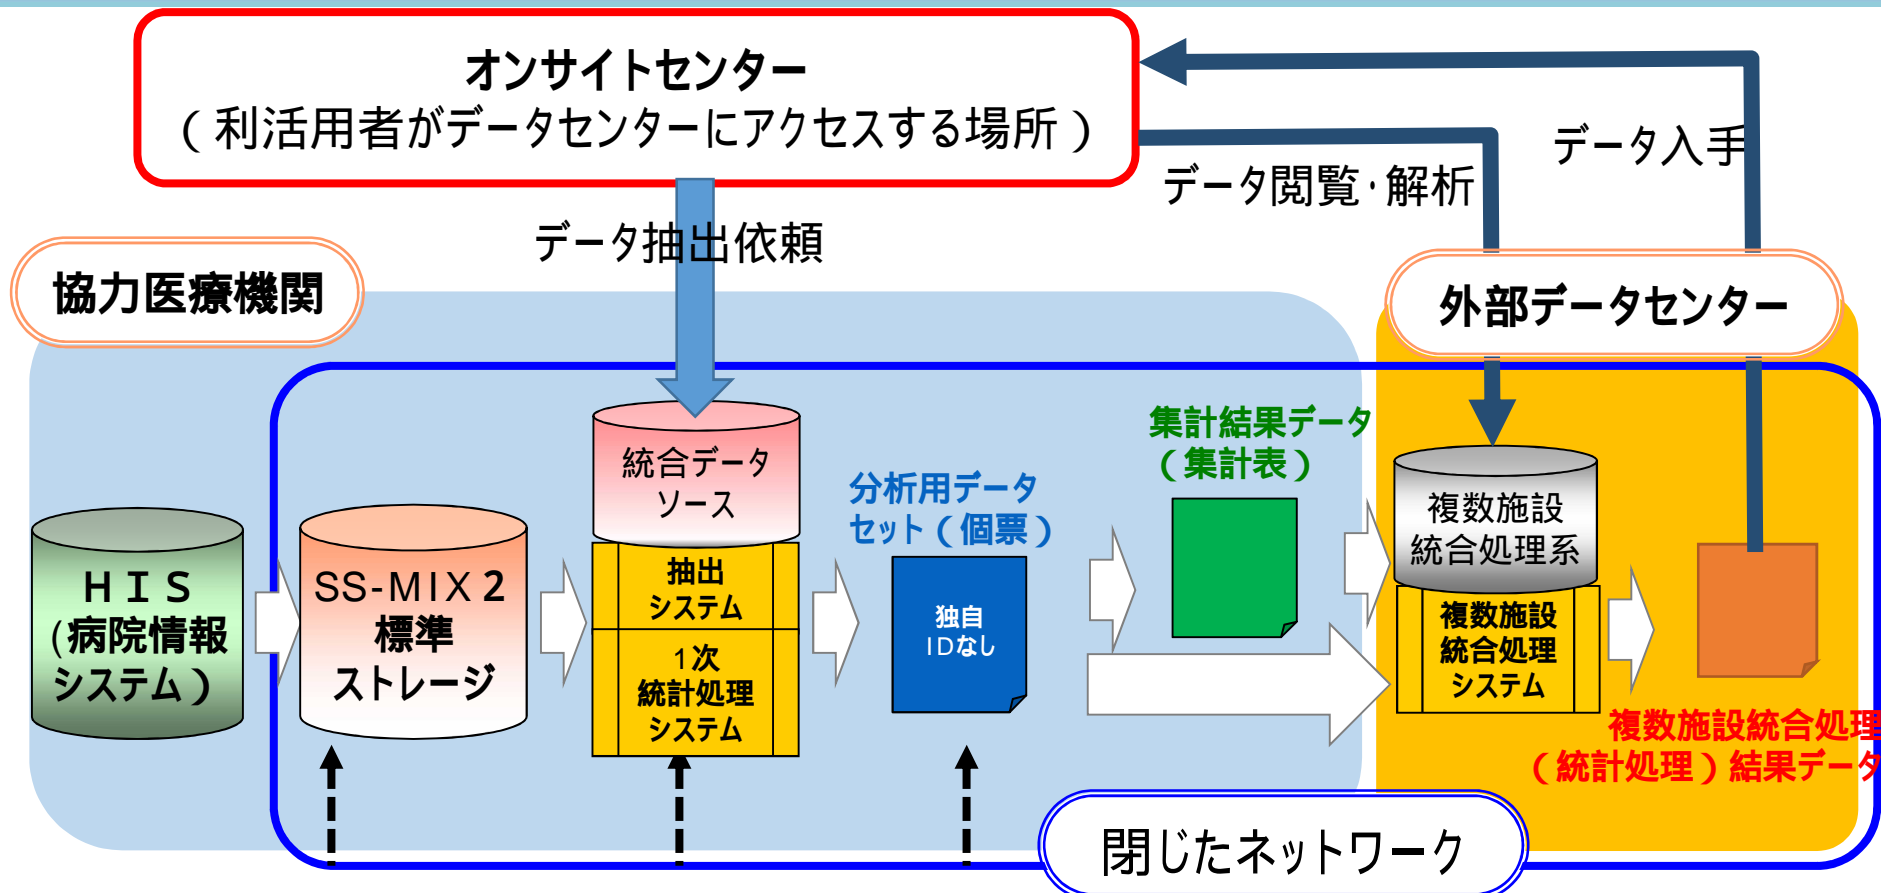 オンサイトセンター
（利活用者がデータセンターにアクセスする場所）
データ入手
データ閲覧・解析
データ抽出依頼
協力医療機関
外部データセンター
集計結果データ
（集計表）
統合データ
ソース
分析用データ
セット（個票）
複数施設
統合処理系
ＨＩＳ
(病院情報
システム）
SS-MIX２
標準
ストレージ
抽出
システム
1次
統計処理
システム
独自
IDなし
複数施設
統合処理
システム
複数施設統合処理
（統計処理）結果データ
閉じたネットワーク